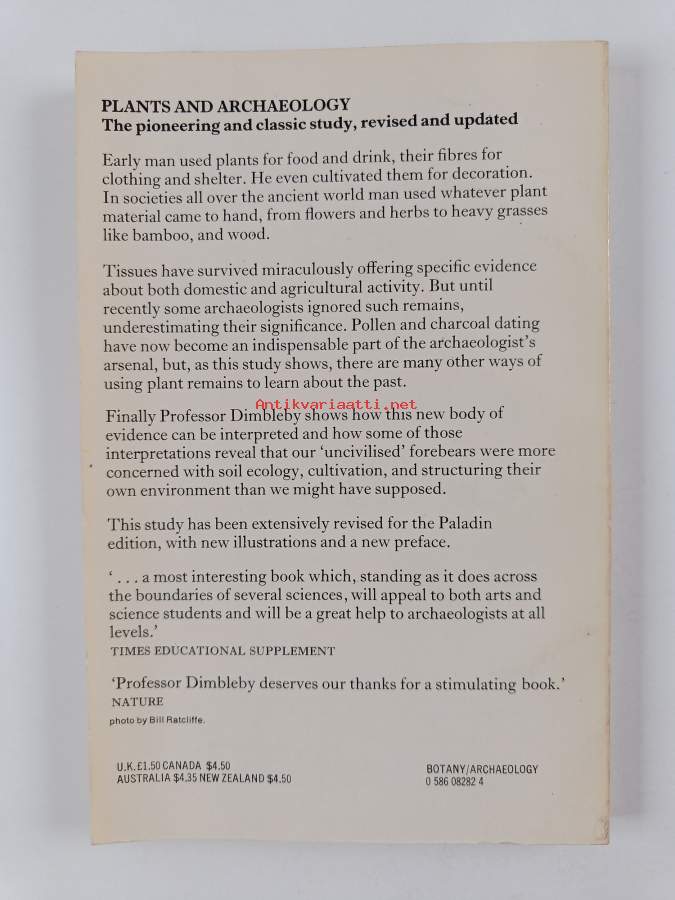 PLANTS AND ARCHAEOLOGY
The pioneering and classic study, revised and updated
Early man used plants for food and drink, their fibres for
clothing and shelter. He even cultivated them for decoration.
In societies all over the ancient world man used whatever plant
material came to hand, from flowers and herbs to heavy grasses
like bamboo, and wood.
Tissues have survived miraculously offering specific evidence
about both domestic and agricultural activity. But until
recently some archaeologists ignored such remains,
underestimating their significance. Pollen and charcoal dating
have now become an indispensable part of the archaeologist's
arsenal, but, as this study shows, there are many other ways of
using plant remains to learn about the past.
Antikvariaatti.net
Finally Professor Dimbleby shows how this new body of
evidence can be interpreted and how some of those
interpretations reveal that our 'uncivilised' forebears were more
concerned with soil ecology, cultivation, and structuring their
own environment than we might have supposed.
This study has been extensively revised for the Paladin
edition, with new illustrations and a new preface.
' . . . a most interesting book which, standing as it does across
the boundaries of several sciences, will appeal to both arts and
science students and will be a great help to archaeologists at all
levels.'
TIMES EDUCATIONAL SUPPLEMENT
'Professor Dimbleby deserves our thanks for a stimulating book.'
NATURE
photo by Bill Ratcliffe.
U.K. £1.50 CANADA $4.50
AUSTRALIA $4.35 NEW ZEALAND $4.50
BOTANY/ARCHAEOLOGY
0 586 08282 4